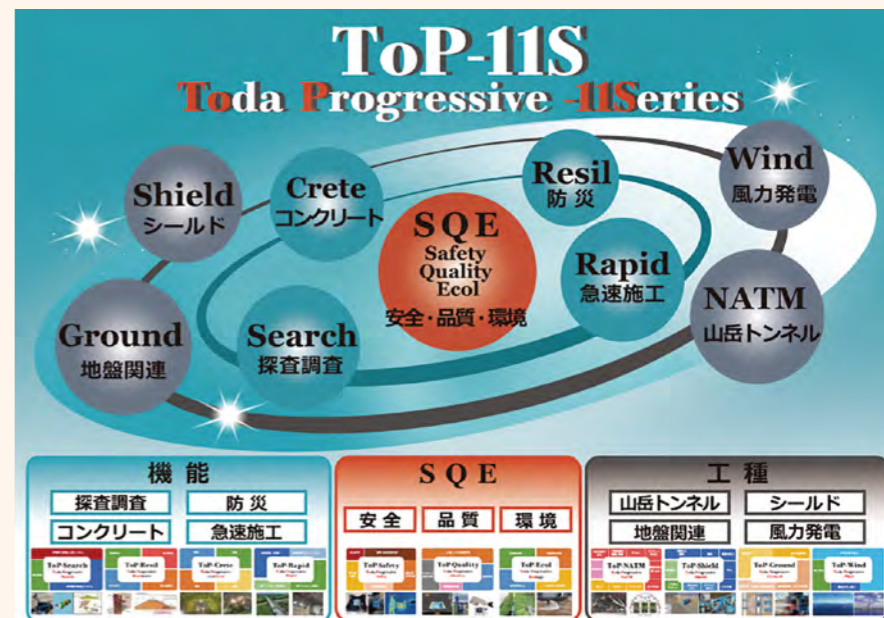 ToP-11S
Toda Progressive -11Series
Shield
シールド
Crete
コンクリート
Resil
防災
Wind
風力発電
SQE
Safety
Quality
Ecol
安全・品質・環境
Rapid
急速施工
NATM
山岳トンネル
Ground
地盤関連
Search
探査調査
機能
探査調査
防災
コンクリート
急速施工
ToP-Search
ToP-Resil
ToP-Crete
ToP-Rapid
SQE
安全
品質
環境
ToP-Safety
ToP-Quality
ToP-Ecol
工種
山岳トンネル
シールド
地盤関連
風力発電
ToP-NATM
ToP-Shield
ToP-Ground
ToP-Wind